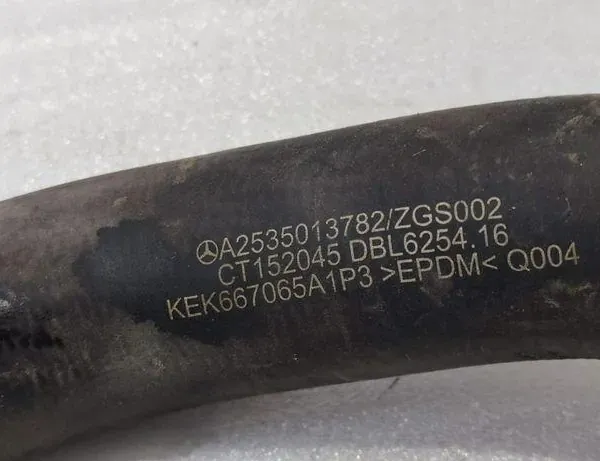 A2535013782/ZGS002
CT152045 DBL6254.16
KEK667065A1P3 >EPDM< Q004